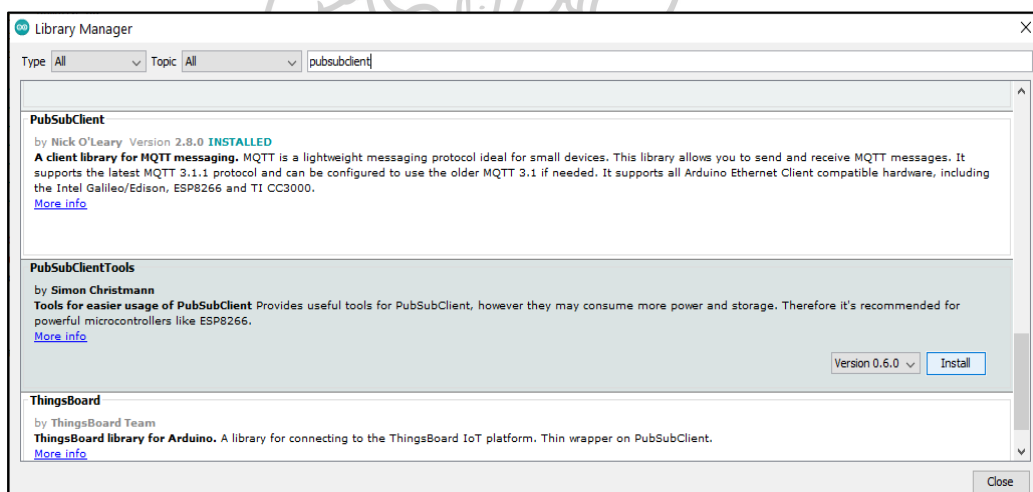 Library Manager
Type All Topic All pubsubclient
PubSubClient
by Nick O'Leary Version 2.8.0 INSTALLED
A client library for MQTT messaging. MQTT is a lightweight messaging protocol ideal for small devices. This library allows you to send and receive MQTT messages. It
supports the latest MQTT 3.1.1 protocol and can be configured to use the older MQTT 3.1 if needed. It supports all Arduino Ethernet Client compatible hardware, including
the Intel Galileo/Edison, ESP8266 and TI CC3000.
More info
PubSubClientTools
by Simon Christmann
Tools for easier usage of PubSubClient Provides useful tools for PubSubClient, however they may consume more power and storage. Therefore it's recommended for
powerful microcontrollers like ESP8266.
More info
Version 0.6.0 Install
ThingsBoard
by ThingsBoard Team
ThingsBoard library for Arduino. A library for connecting to the ThingsBoard IoT platform. Thin wrapper on PubSubClient.
More info
Close